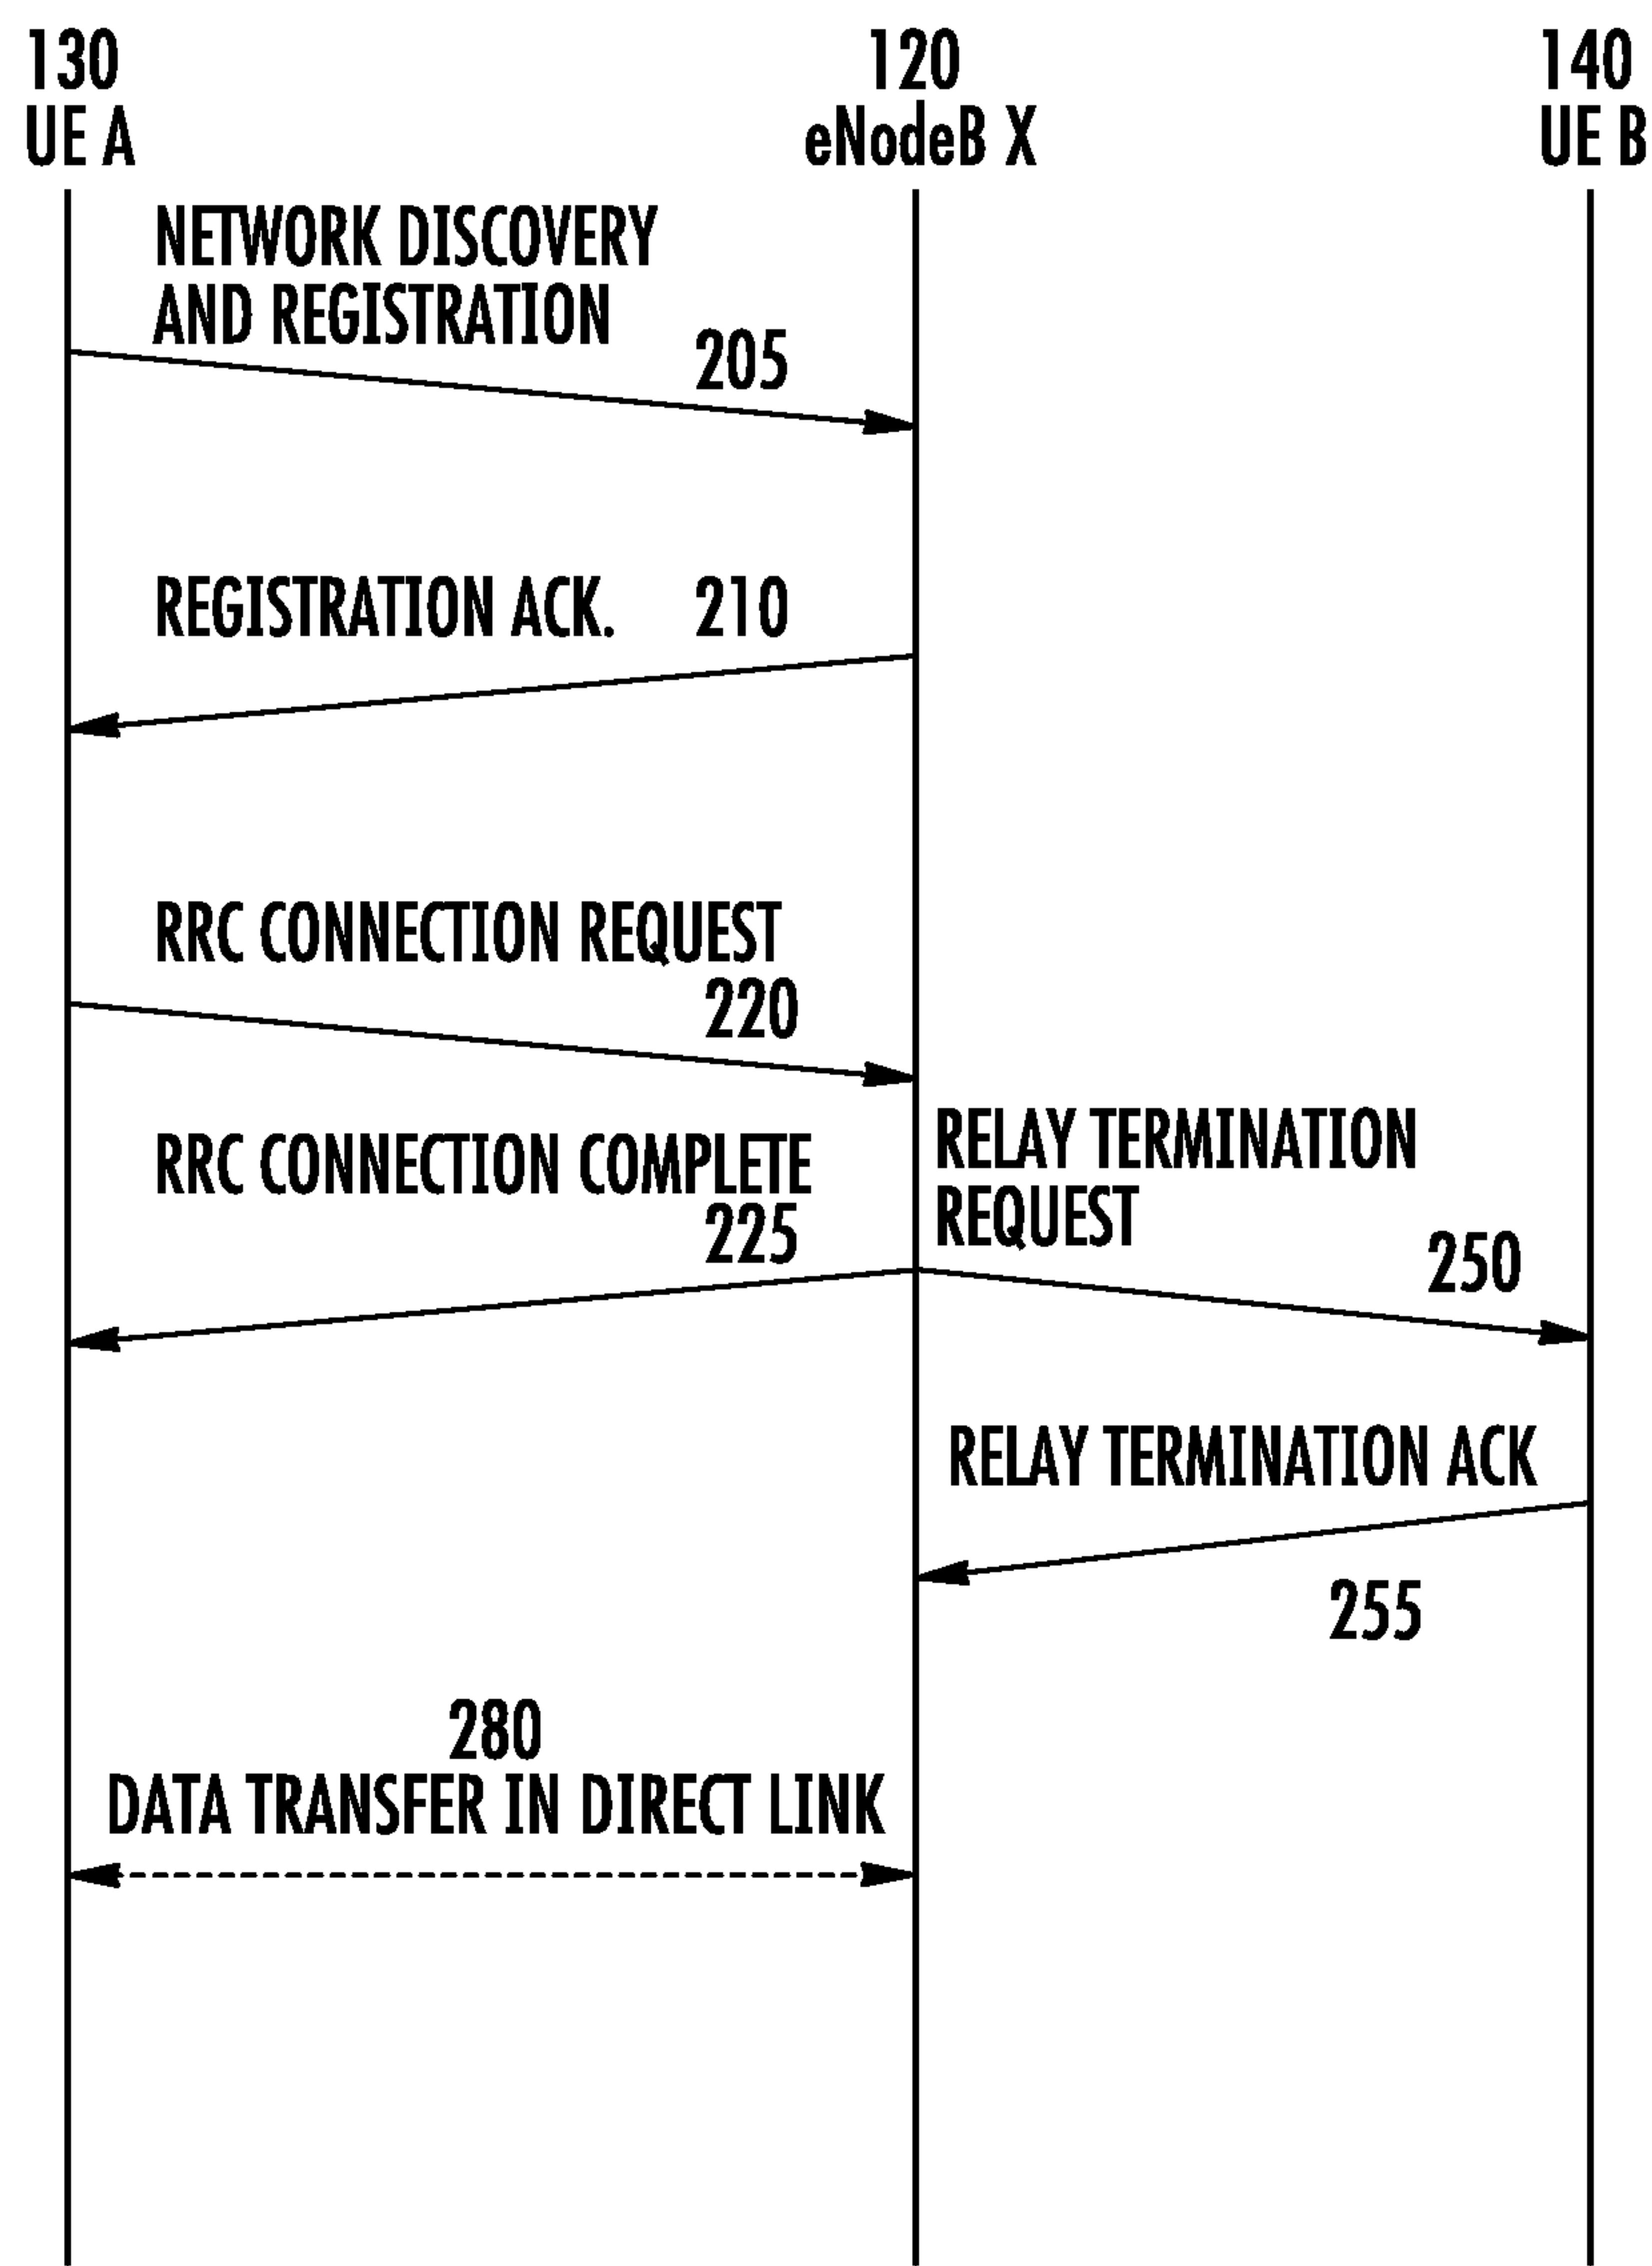 130
UE A
120
eNodeB X
140
UE B
NETWORK DISCOVERY
AND REGISTRATION
205
REGISTRATION ACK. 210
RRC CONNECTION REQUEST
220
RRC CONNECTION COMPLETE
225
RELAY TERMINATION
REQUEST
250
RELAY TERMINATION ACK
255
280
DATA TRANSFER IN DIRECT LINK